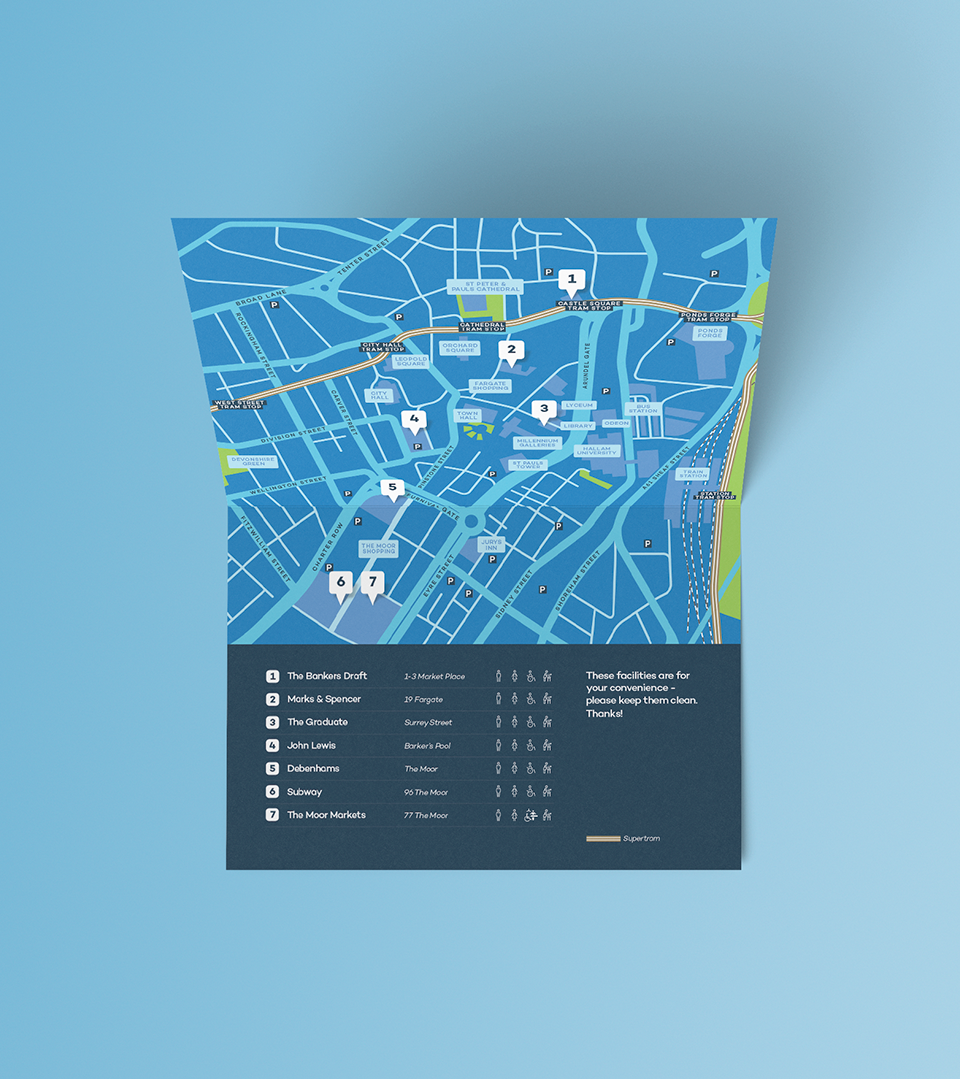 TENTER STREET
BROAD LANE
ROCKINGHAM STREET
P
P
P
P
1
ST PETER &
PAULS CATHEDRAL
CASTLE SQUARE
TRAM STOP
PONDS FORGE
TRAM STOP
CATHEDRAL
TRAM STOP
PONDS
FORGE
P
CITY HALL
TRAM STOP
ORCHARD
SQUARE
2
LEOPOLD
SQUARE
ARUNDEL GATE
FARGATE
SHOPPING
P
CITY
HALL
CARVER STREET
WEST STREET
TRAM STOP
4
TOWN
HALL
3
LYCEUM
BUS
STATION
LIBRARY
ODEON
DIVISION STREET
P
MILLENNIUM
GALLERIES
HALLAM
UNIVERSITY
DEVONSHIRE
GREEN
ST PAULS
TOWER
P
TRAIN
STATION
WELLINGTON STREET
5
P
FURNIVAL GATE
STATION
TRAM STOP
FITZWILLIAM STREET
CHARTER ROW
P
P
THE MOOR
SHOPPING
JURYS
INN
P
P
P
6
7
EYRE STREET
P
P
SIDNEY STREET
P
SHOREHAM STREET
1 The Bankers Draft 1-3 Market Place
2 Marks & Spencer 19 Fargate
3 The Graduate Surrey Street
4 John Lewis Barker's Pool
5 Debenhams The Moor
6 Subway 96 The Moor
7 The Moor Markets 77 The Moor
These facilities are for
your convenience -
please keep them clean.
Thanks!
Supertram